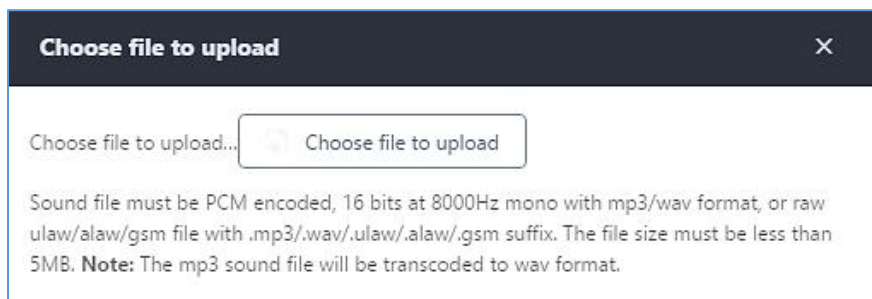 Choose file to upload
Choose file to upload... Choose file to upload
Sound file must be PCM encoded, 16 bits at 8000Hz mono with mp3/wav format, or raw
ulaw/alaw/gsm file with .mp3/.wav/.ulaw/.alaw/.gsm suffix. The file size must be less than
5MB. Note: The mp3 sound file will be transcoded to wav format.